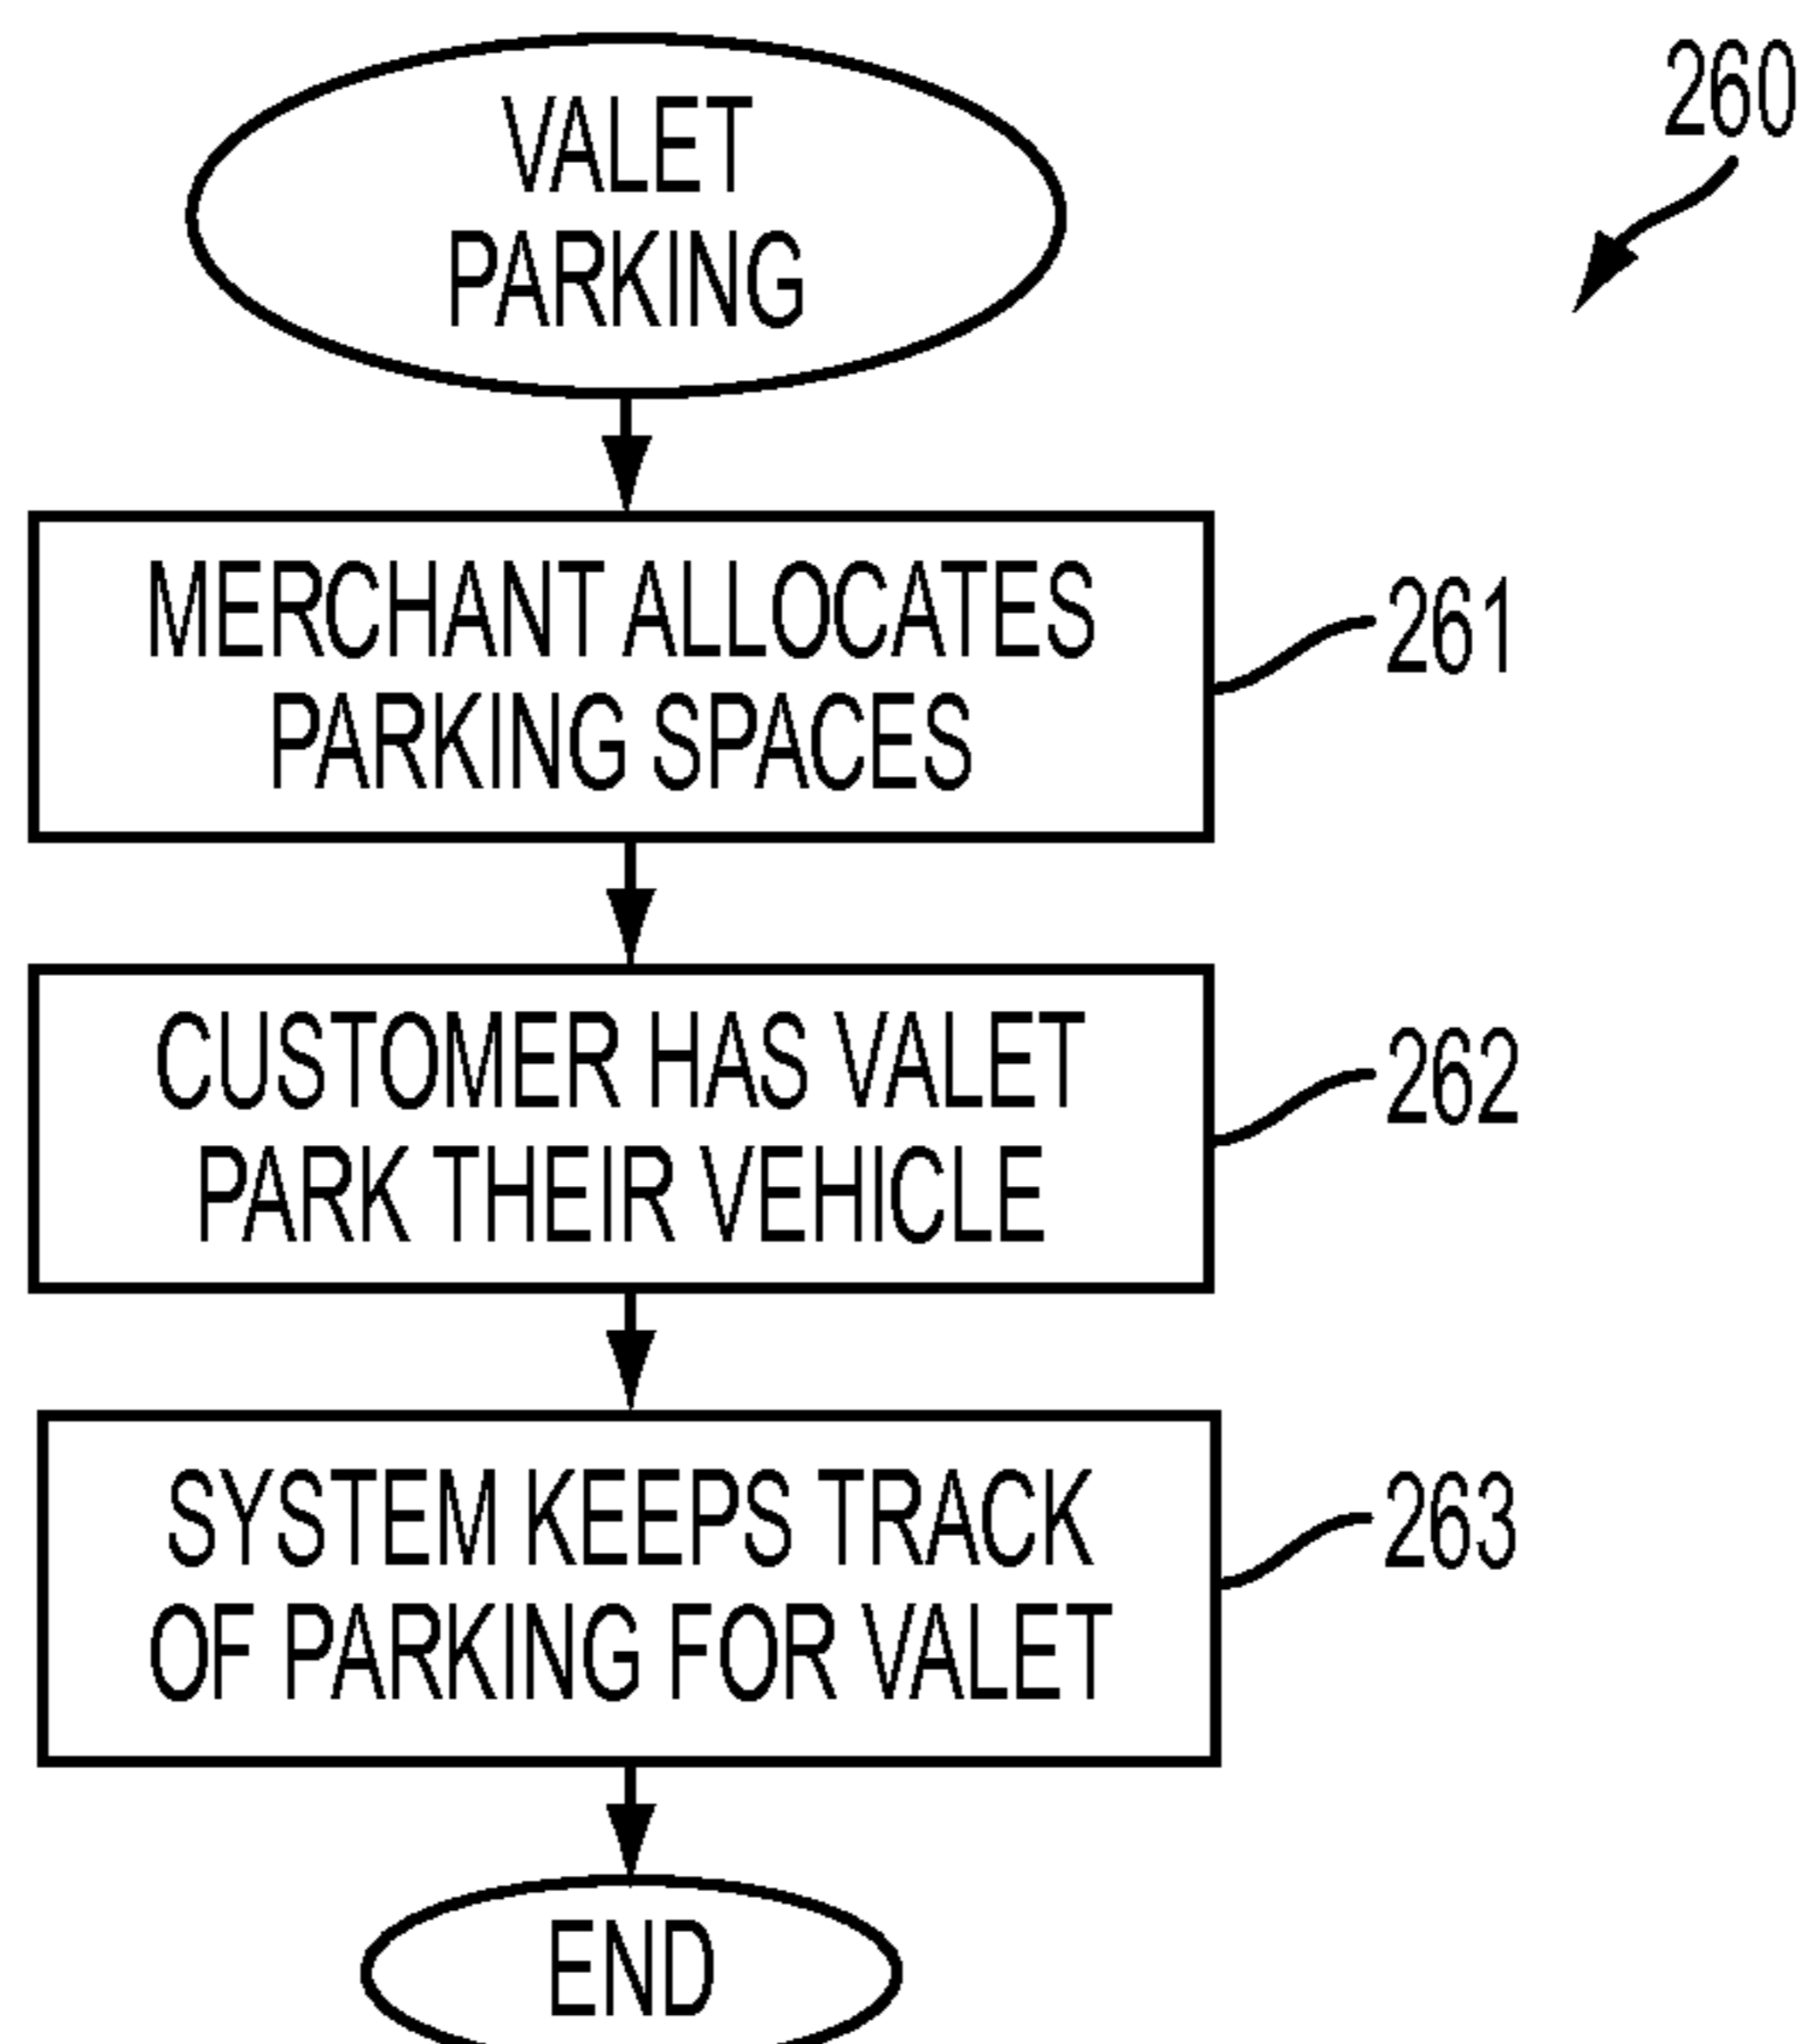 VALET
PARKING
260
MERCHANT ALLOCATES
PARKING SPACES
261
CUSTOMER HAS VALET
PARK THEIR VEHICLE
262
SYSTEM KEEPS TRACK
OF PARKING FOR VALET
263
END